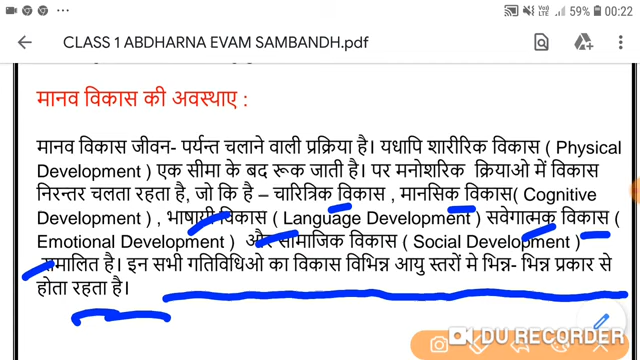 59% 00:22
CLASS 1 ABDHARNA EVAM SAMBANDH.pdf
मानव विकास की अवस्थाए :
मानव विकास जीवन- पर्यन्त चलाने वाली प्रक्रिया है। यधापि शारीरिक विकास ( Physical
Development ) एक सीमा के बद रूक जाती है। पर मनोशरिक क्रियाओ में विकास
निरन्तर चलता रहता है, जो कि है – चारित्रिक विकास , मानसिक विकास( Cognitive
Development ) , भाषायी विकास ( Language Development ) सवेगात्मक विकास (
Emotional Development ) और सामाजिक विकास ( Social Development )
समालित है। इन सभी गतिविधिओ का विकास विभिन्न आयु स्तरों मे भिन्न- भिन्न प्रकार से
होता रहता है।
DU RECORDER